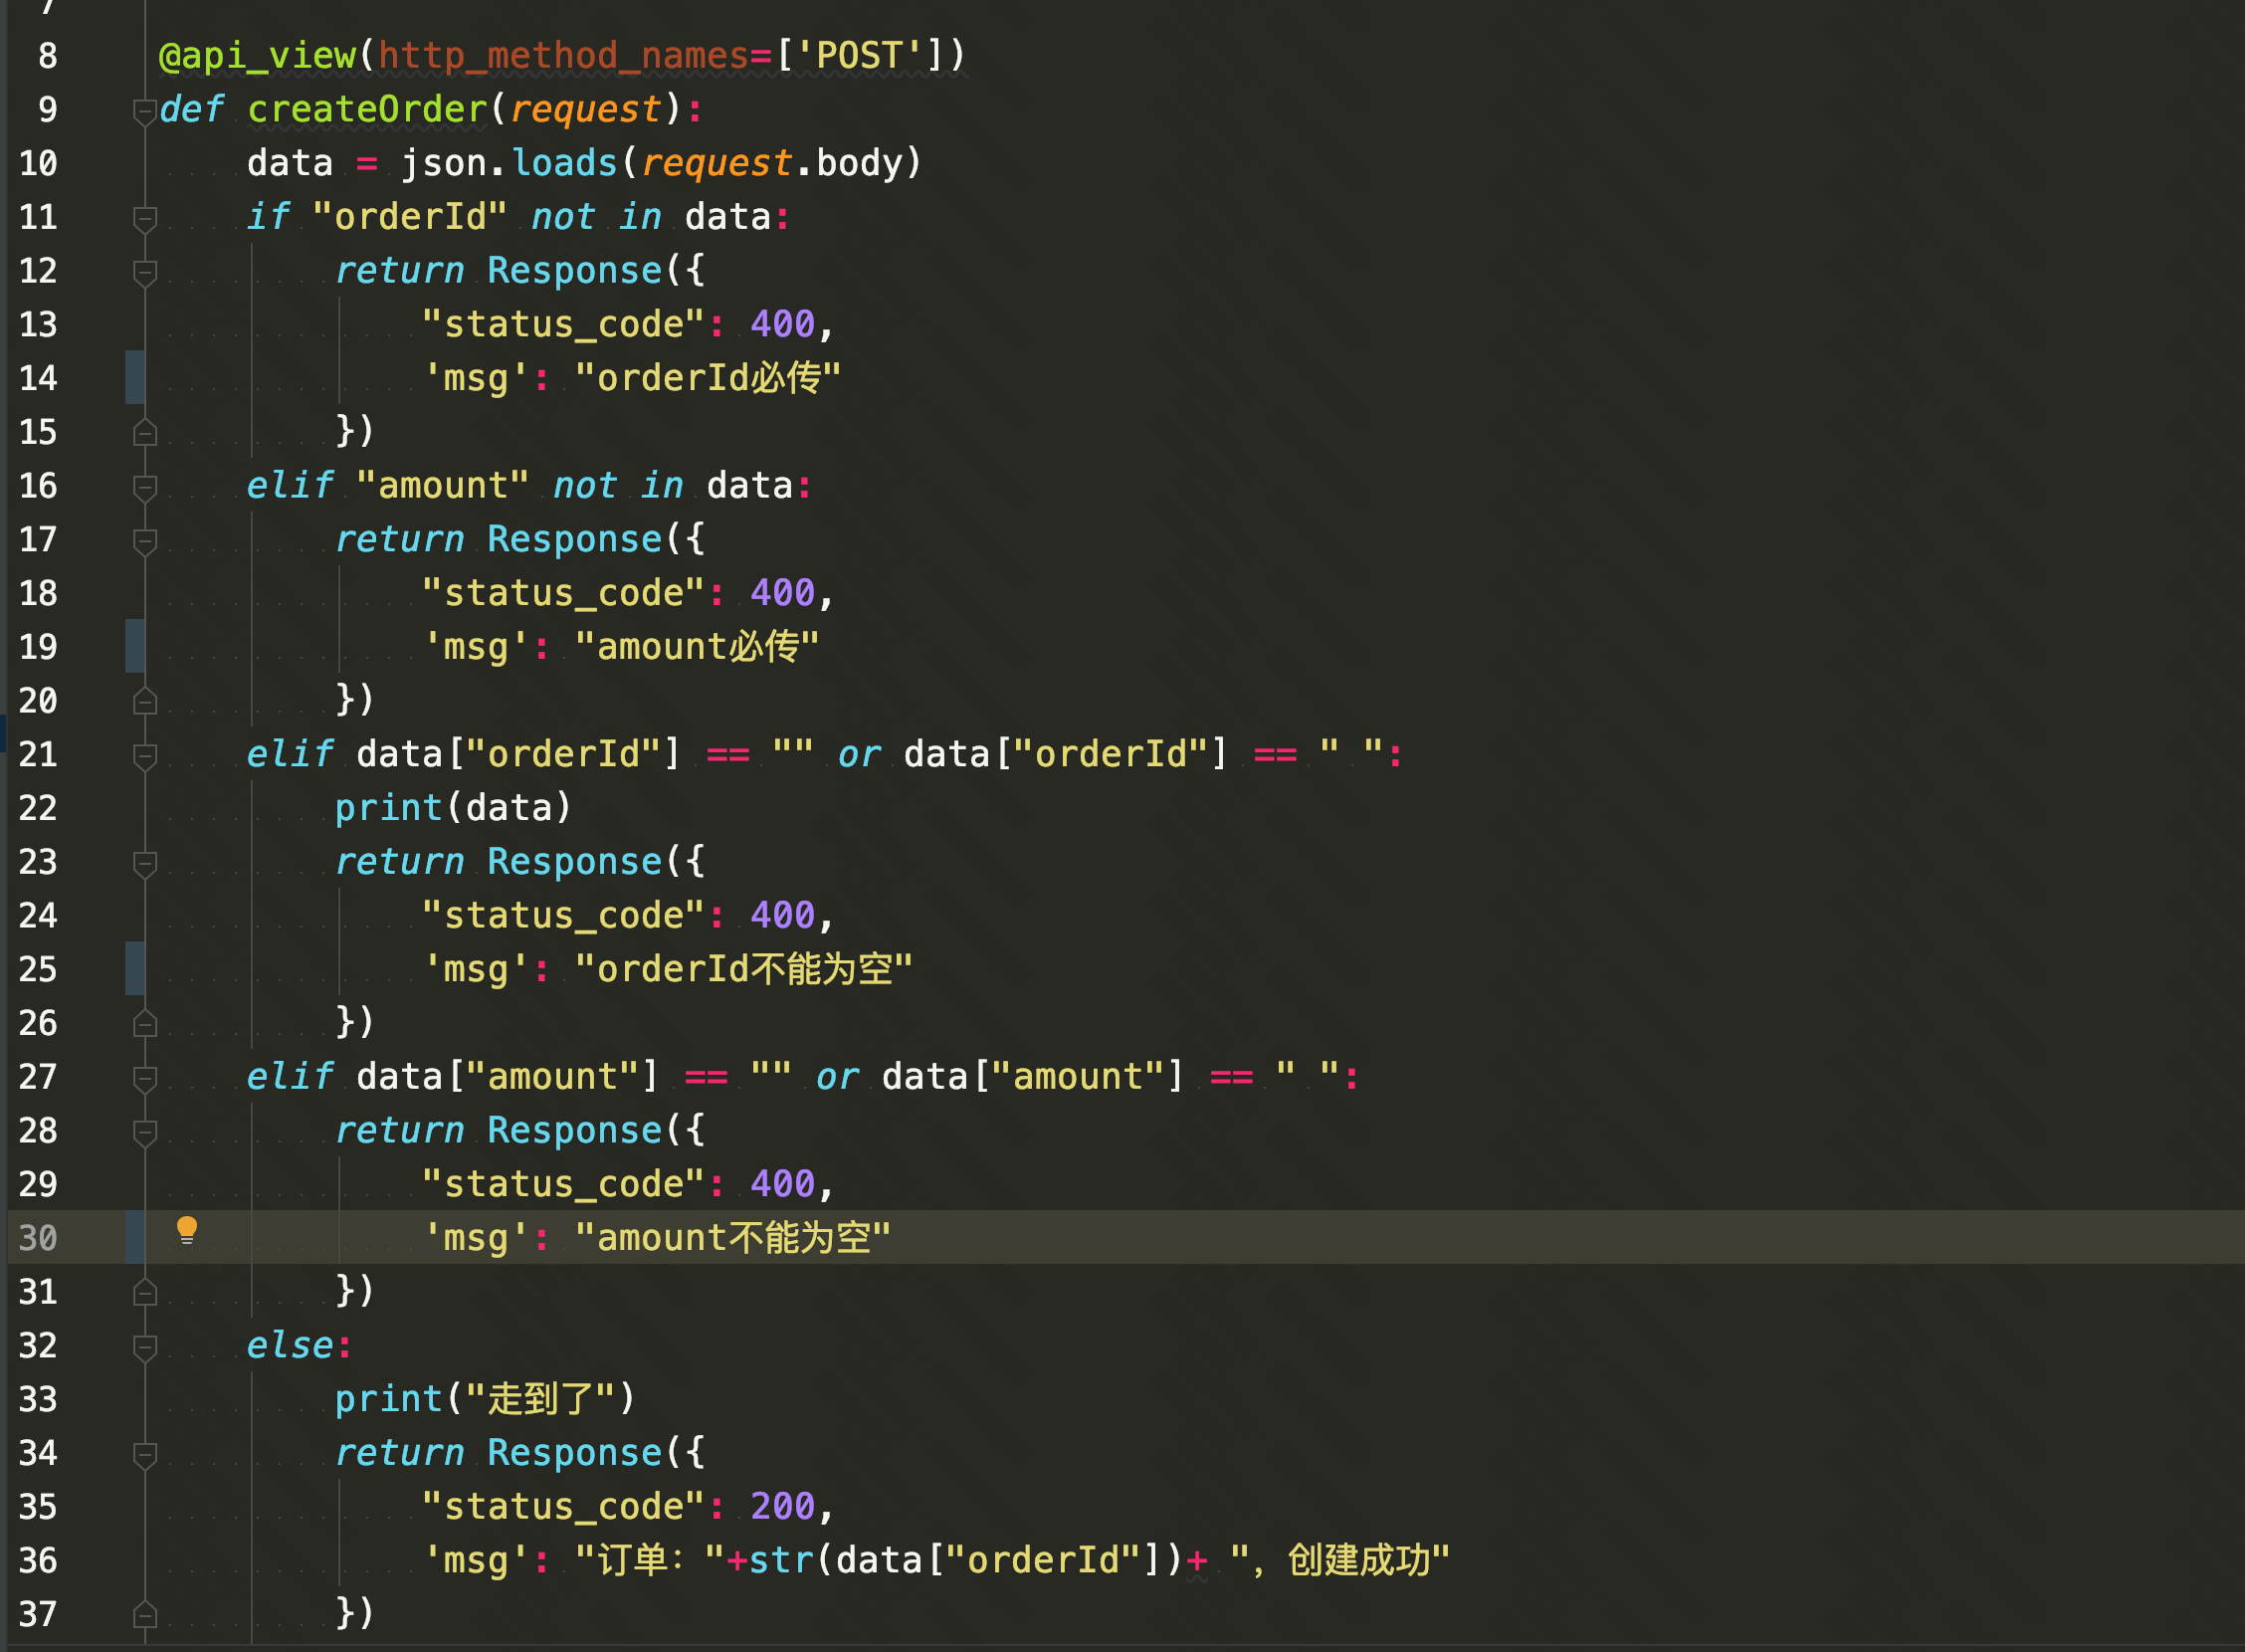 7
8 @api_view(http_method_names=['POST'])
9 def createOrder(request):
10 data = json.loads(request.body)
11 if "orderId" not in data:
12 return Response({
13 "status_code": 400,
14 'msg': "orderId必传"
15 })
16 elif "amount" not in data:
17 return Response({
18 "status_code": 400,
19 'msg': "amount必传"
20 })
21 elif data["orderId"] == "" or data["orderId"] == " ":
22 print(data)
23 return Response({
24 "status_code": 400,
25 'msg': "orderId不能为空"
26 })
27 elif data["amount"] == "" or data["amount"] == " ":
28 return Response({
29 "status_code": 400,
30 'msg': "amount不能为空"
31 })
32 else:
33 print("走到了")
34 return Response({
35 "status_code": 200,
36 'msg': "订单："+str(data["orderId"])+ "，创建成功"
37 })